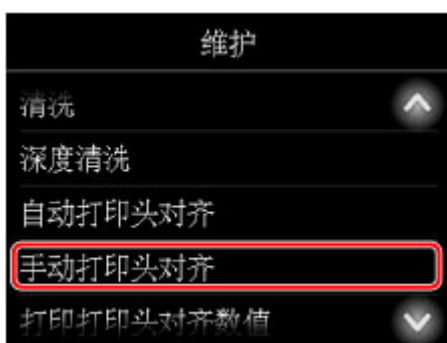 维护
清洗
深度清洗
自动打印头对齐
手动打印头对齐
打印打印头对齐数值